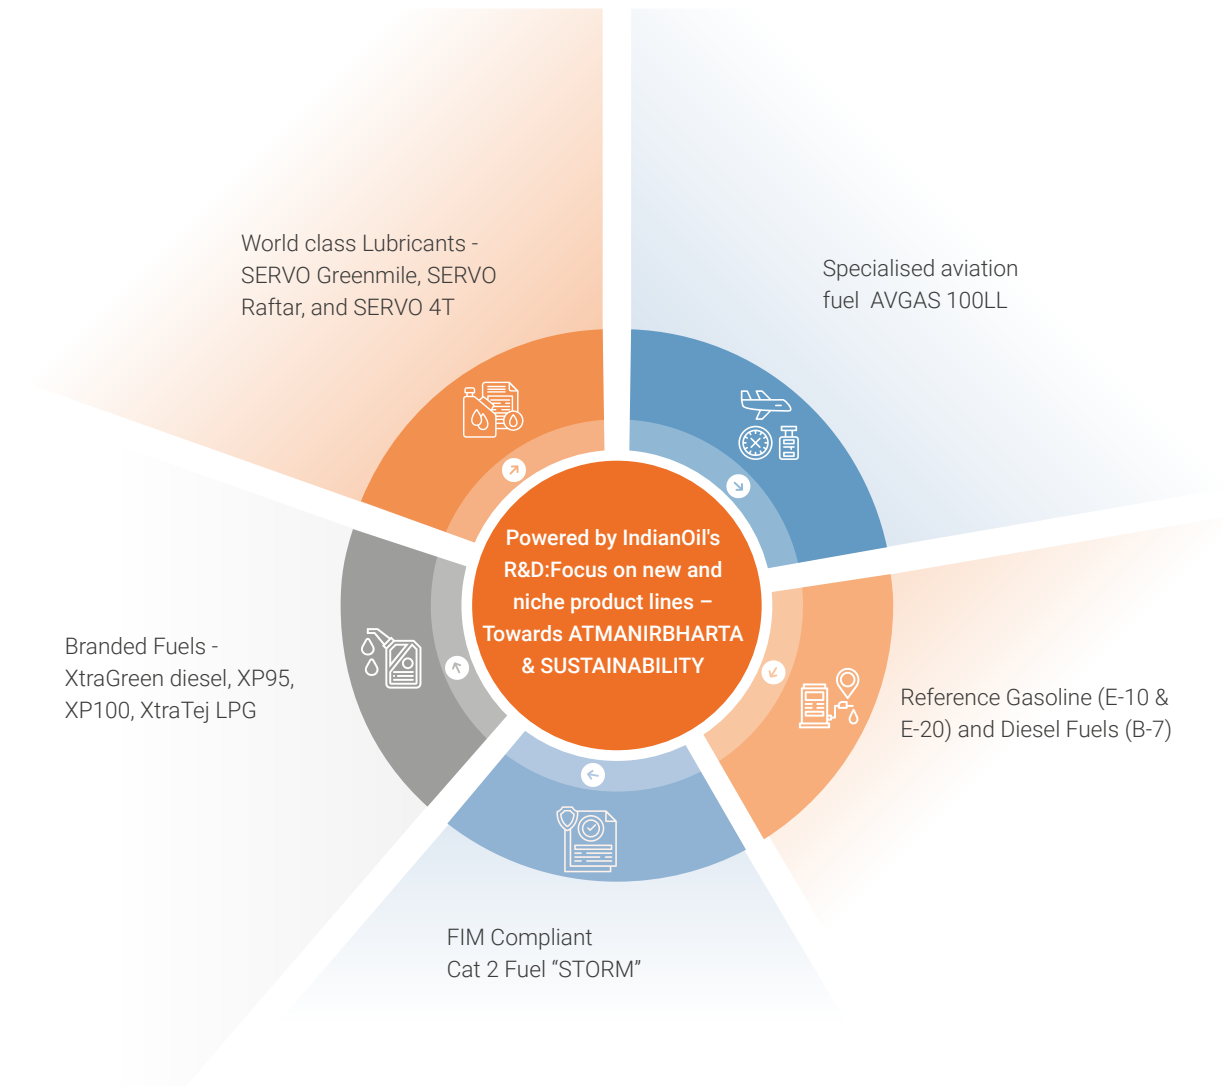 World class Lubricants -
SERVO Greenmile, SERVO
Raftar, and SERVO 4T
Specialised aviation
fuel AVGAS 100LL
Powered by IndianOil's
R&D:Focus on new and
niche product lines –
Towards ATMANIRBHARTA
& SUSTAINABILITY
Branded Fuels -
XtraGreen diesel, XP95,
XP100, XtraTej LPG
Reference Gasoline (E-10 &
E-20) and Diesel Fuels (B-7)
FIM Compliant
Cat 2 Fuel “STORM”